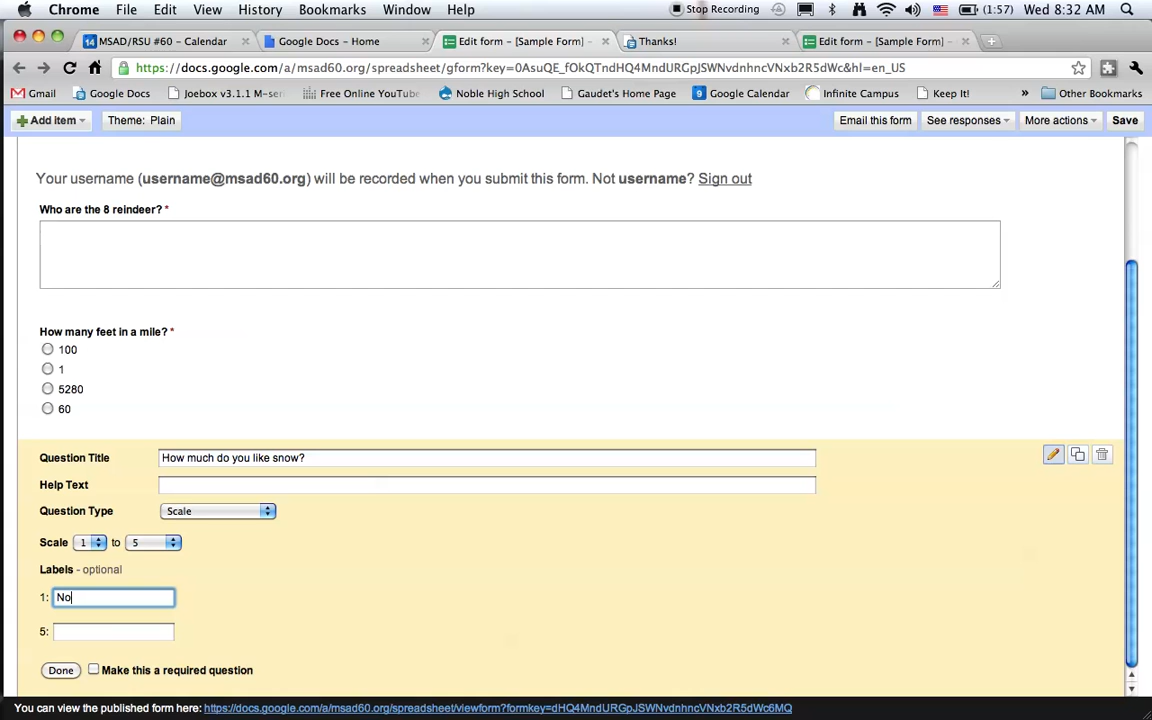 Chrome File Edit View History Bookmarks Window Help Stop Recording (1:57) Wed 8:32 AM
MSAD/RSU #60 – Calendar Google Docs – Home Edit form – [Sample Form] – Thanks! Edit form – [Sample Form] –
https://docs.google.com/a/msad60.org/spreadsheet/gform?key=0AsuQE_fOkQTndHQ4MndURGpJSWNvdnhncVNxb2R5dWc&hl=en_US
Gmail Google Docs Joebox v3.1.1 M–ser Free Online YouTube Noble High School Gaudet's Home Page 9 Google Calendar Infinite Campus Keep It! » Other Bookmarks
Add item Theme: Plain Email this form See responses More actions Save
Your username (username@msad60.org) will be recorded when you submit this form. Not username? Sign out
Who are the 8 reindeer? *
How many feet in a mile? *
100
1
5280
60
Question Title How much do you like snow?
Help Text
Question Type Scale
Scale 1 to 5
Labels - optional
1: No
5:
Done Make this a required question
You can view the published form here: https://docs.google.com/a/msad60.org/spreadsheet/viewform?formkey=dHQ4MndURGpJSWNvdnhncVNxb2R5dWc6MQ